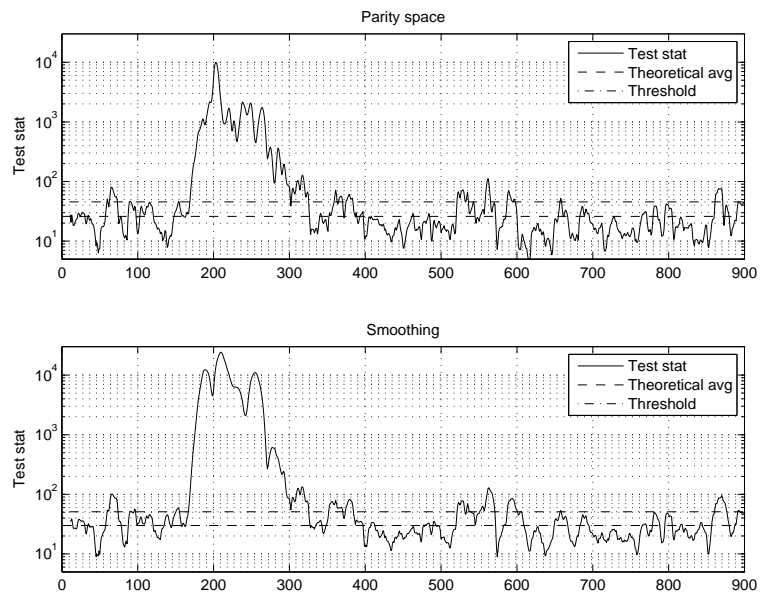 Parity space
Test stat
10^4
10^3
10^2
10^1
Test stat
Theoretical avg
Threshold
0 100 200 300 400 500 600 700 800 900
Smoothing
Test stat
10^4
10^3
10^2
10^1
Test stat
Theoretical avg
Threshold
0 100 200 300 400 500 600 700 800 900